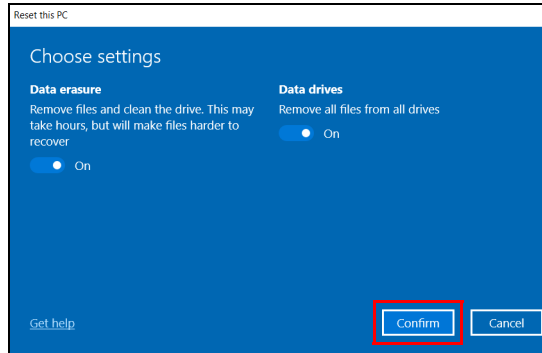 Reset this PC
Choose settings
Data erasure
Remove files and clean the drive. This may
take hours, but will make files harder to
recover
On
Data drives
Remove all files from all drives
On
Get help
Confirm
Cancel